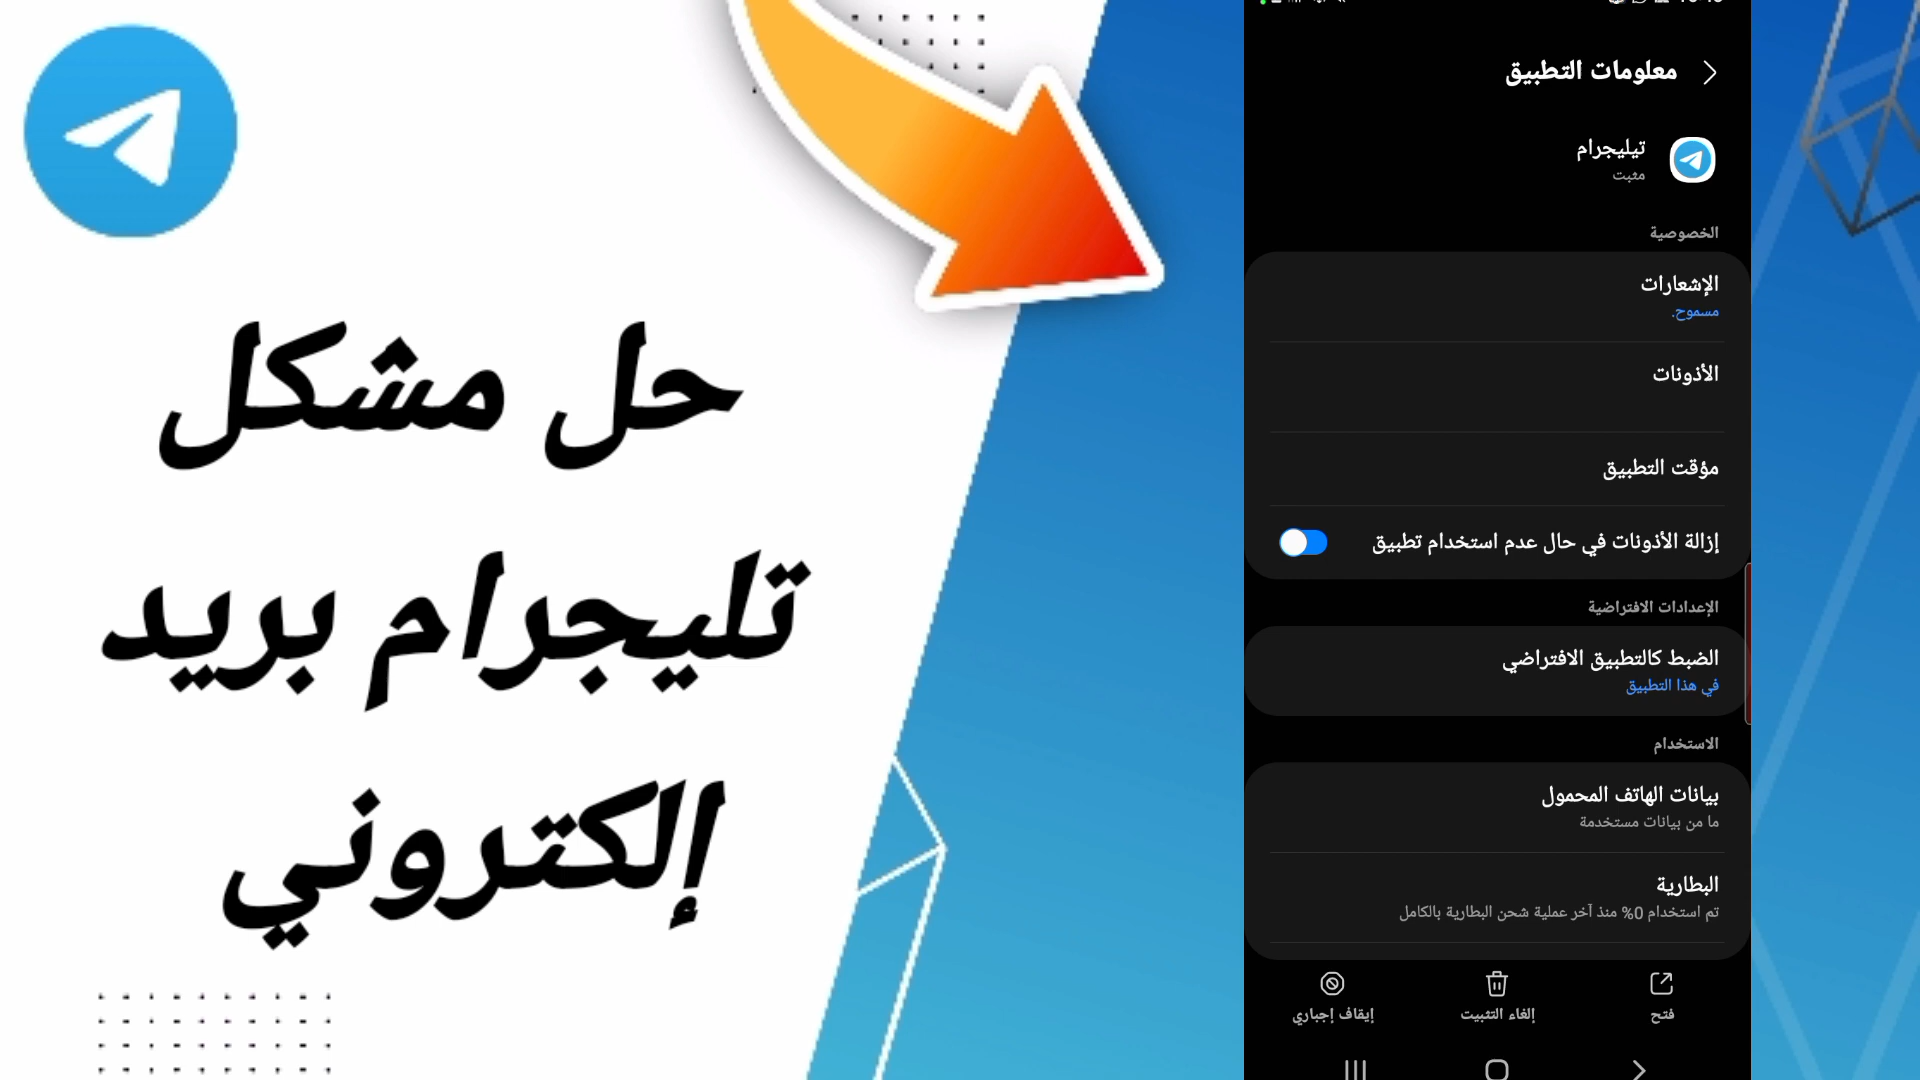 حل مشكل
تليجرام بريد
إلكتروني
معلومات التطبيق
تيليجرام
مثبت
الخصوصية
الإشعارات
مسموح.
الأذونات
مؤقت التطبيق
إزالة الأذونات في حال عدم استخدام تطبيق
الإعدادات الافتراضية
الضبط كالتطبيق الافتراضي
في هذا التطبيق
الاستخدام
بيانات الهاتف المحمول
ما من بيانات مستخدمة
البطارية
تم استخدام 0% منذ آخر عملية شحن البطارية بالكامل
فتح
إلغاء التثبيت
إيقاف إجباري